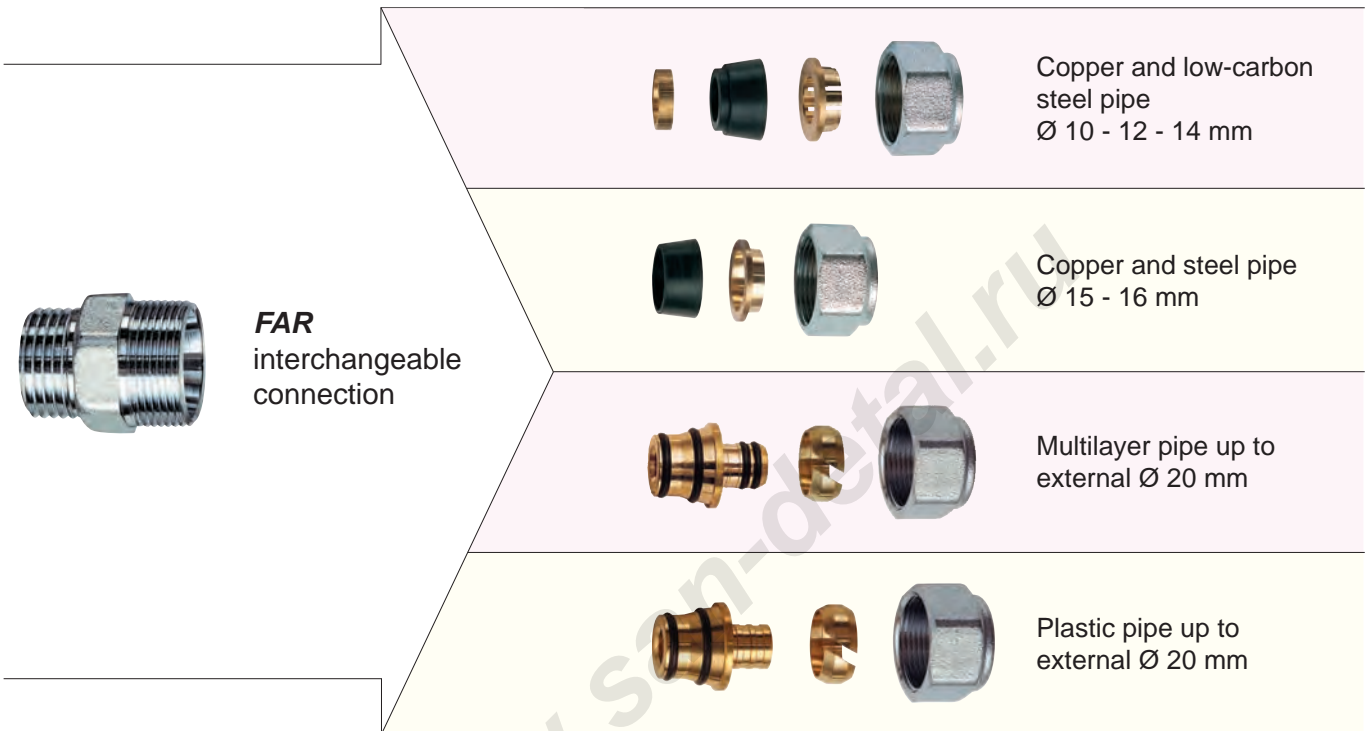 Copper and low-carbon
steel pipe
Ø 10 - 12 - 14 mm
Copper and steel pipe
Ø 15 - 16 mm
FAR
interchangeable
connection
Multilayer pipe up to
external Ø 20 mm
Plastic pipe up to
external Ø 20 mm
san-detal.ru